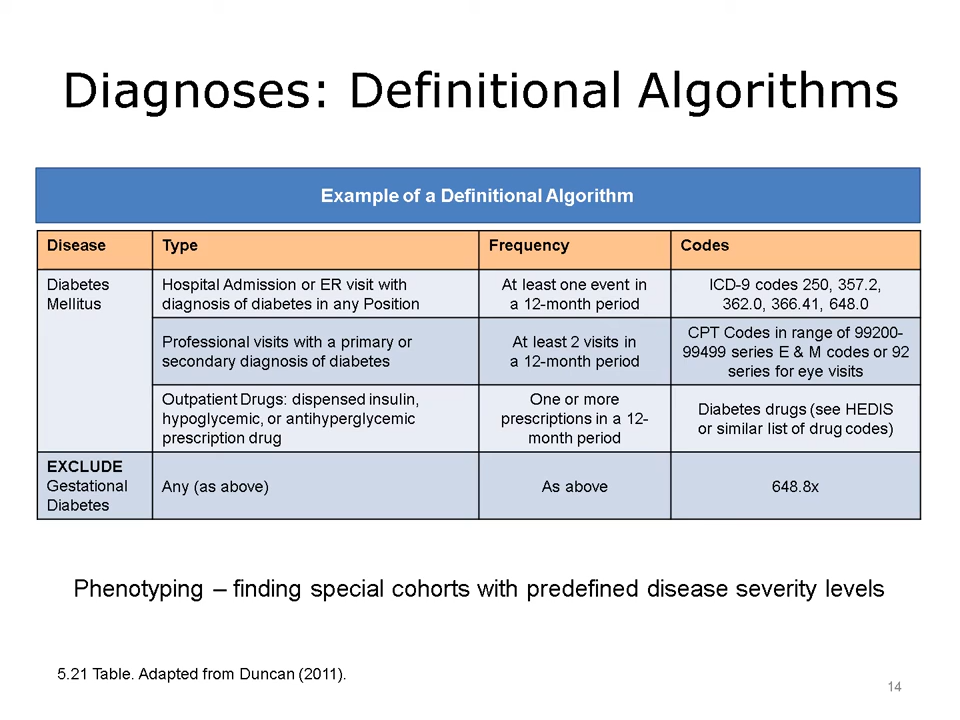 Diagnoses: Definitional Algorithms
Example of a Definitional Algorithm
Disease
Type
Frequency
Codes
Diabetes
Mellitus
Hospital Admission or ER visit with
diagnosis of diabetes in any Position
At least one event in
a 12-month period
ICD-9 codes 250, 357.2,
362.0, 366.41, 648.0
Professional visits with a primary or
secondary diagnosis of diabetes
At least 2 visits in
a 12-month period
CPT Codes in range of 99200-
99499 series E & M codes or 92
series for eye visits
Outpatient Drugs: dispensed insulin,
hypoglycemic, or antihyperglycemic
prescription drug
One or more
prescriptions in a 12-
month period
Diabetes drugs (see HEDIS
or similar list of drug codes)
EXCLUDE
Gestational
Diabetes
Any (as above)
As above
648.8x
Phenotyping – finding special cohorts with predefined disease severity levels
5.21 Table. Adapted from Duncan (2011).
14